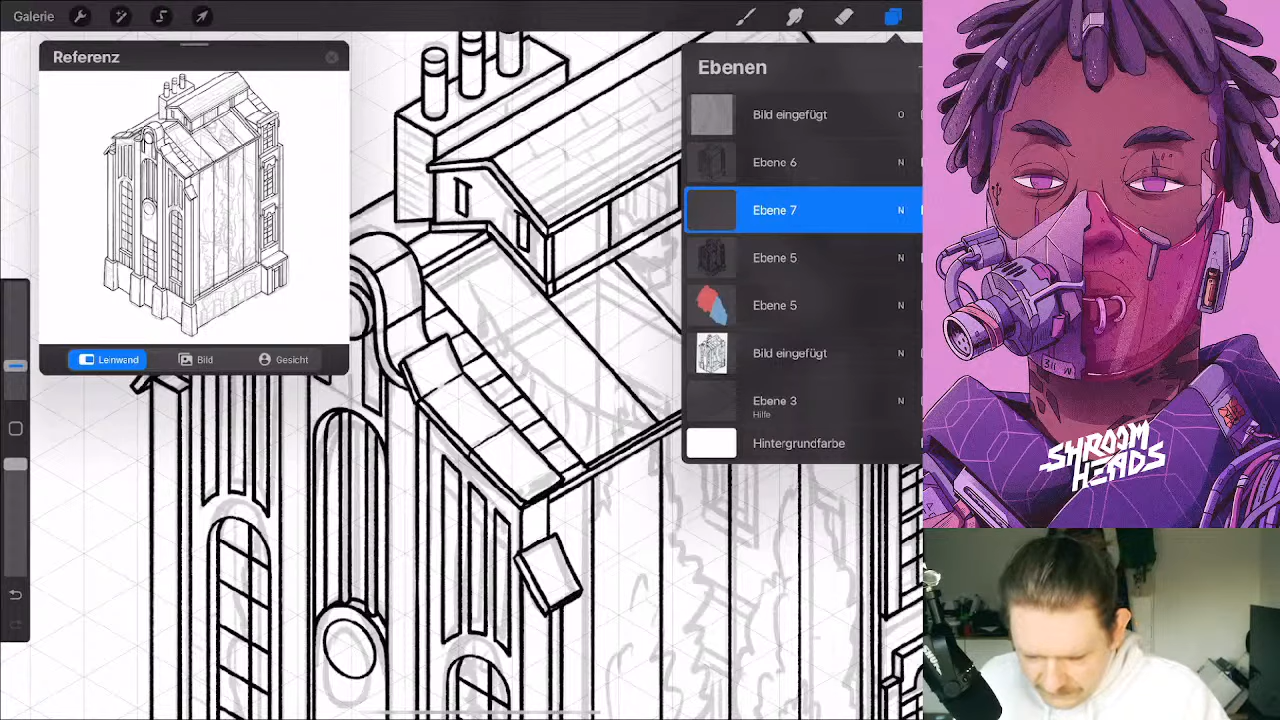 Galerie
Referenz
Leinwand
Bild
Gesicht
Ebenen
Bild eingefügt
O
Ebene 6
N
Ebene 7
N
Ebene 5
N
Ebene 5
N
Bild eingefügt
N
Ebene 3
N
Hilfe
Hintergrundfarbe
SHROOM
HEADS